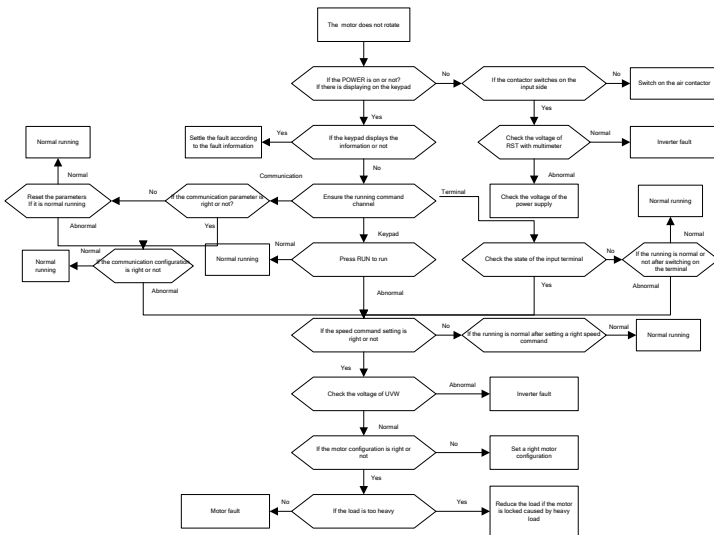 The motor does not rotate
If the POWER is on or not?
If there is displaying on the keypad
No
If the contactor switches on the
input side
No
Switch on the air contactor
Yes
Yes
Settle the fault according
to the fault information
Yes
If the keypad displays the
information or not
Check the voltage of
RST with multimeter
Normal
Inverter fault
Normal running
Normal
No
Abnormal
Communication
Reset the parameters
If it is normal running
No
If the communication parameter is
right or not?
Ensure the running command
channel
Terminal
Check the voltage of the
power supply
Normal running
Abnormal
Yes
Keypad
Normal
Normal
running
Normal
If the communication configuration
is right or not
Normal running
Normal
Press RUN to run
Check the state of the input terminal
No
If the running is normal or
not after switching on
the terminal
Abnormal
Abnormal
Yes
Abnormal
If the speed command setting is
right or not
No
If the running is normal after setting a right speed
command
Normal
Normal running
Yes
Check the voltage of UVW
Abnormal
Inverter fault
Normal
If the motor configuration is right or
not
No
Set a right motor
configuration
Yes
Motor fault
No
If the load is too heavy
Yes
Reduce the load if the motor
is locked caused by heavy
load